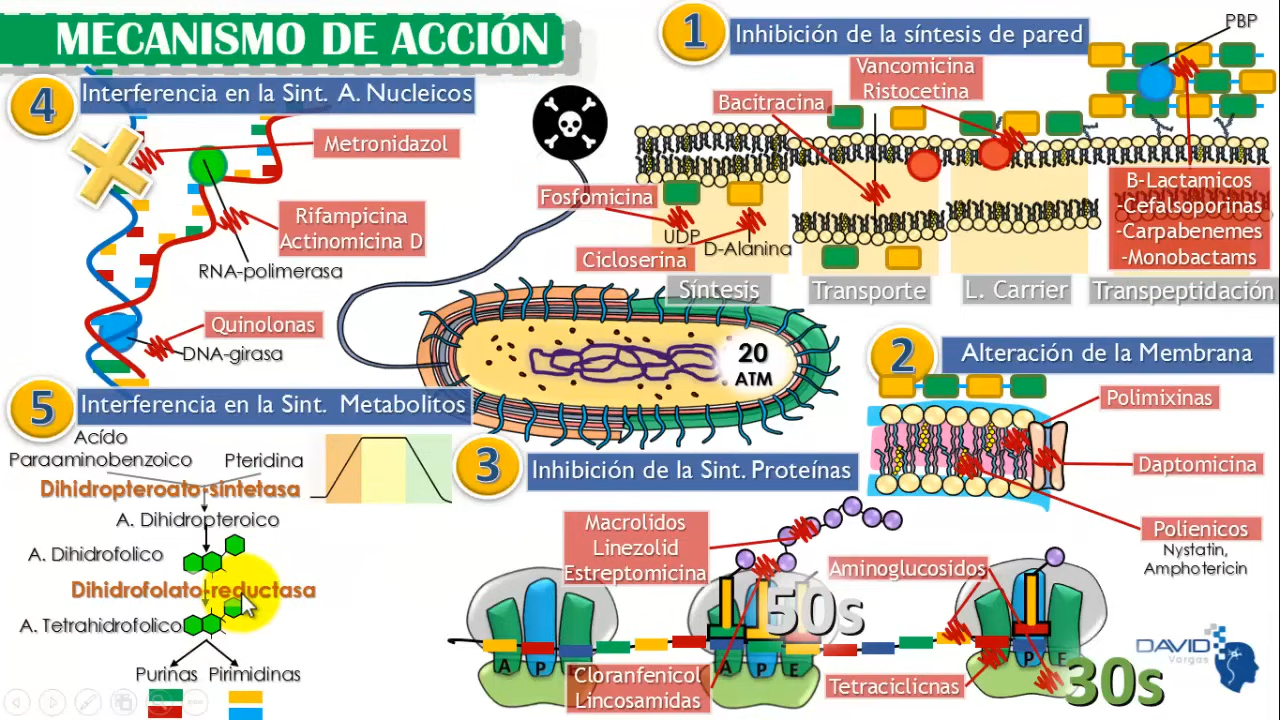 MECANISMO DE ACCIÓN
1
Inhibición de la síntesis de pared
PBP
Vancomicina
Ristocetina
Bacitracina
Fosfomicina
UDP
D-Alanina
Cicloserina
B-Lactamicos
-Cefalsoporinas
-Carpabenemes
-Monobactams
Síntesis
Transporte
L. Carrier
Transpeptidación
4
Interferencia en la Sint. A. Nucleicos
Metronidazol
Rifampicina
Actinomicina D
RNA-polimerasa
Quinolonas
DNA-girasa
20
ATM
2
Alteración de la Membrana
Polimixinas
Daptomicina
Polienicos
Nystatin,
Amphotericin
5
Interferencia en la Sint. Metabolitos
Acído
Paraaminobenzoico
Pteridina
Dihidropteroato-sintetasa
A. Dihidropteroico
A. Dihidrofolico
Dihidrofolato-reductasa
A. Tetrahidrofolico
Purinas
Pirimidinas
3
Inhibición de la Sint. Proteínas
Macrolidos
Linezolid
Estreptomicina
Aminoglucosidos
50s
A P
A P E
P E
Cloranfenicol
Lincosamidas
Tetraciclicnas
30s
DAVID
Vargas